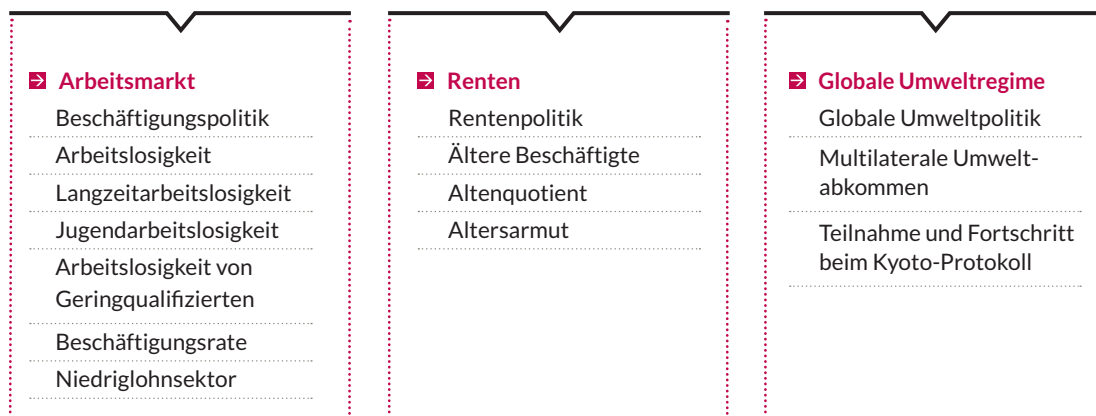 Arbeitsmarkt
Beschäftigungspolitik
Arbeitslosigkeit
Langzeitarbeitslosigkeit
Jugendarbeitslosigkeit
Arbeitslosigkeit von
Geringqualifizierten
Beschäftigungsrate
Niedriglohnsektor
Renten
Rentenpolitik
Ältere Beschäftigte
Altenquotient
Altersarmut
Globale Umweltregime
Globale Umweltpolitik
Multilaterale Umwelt-
abkommen
Teilnahme und Fortschritt
beim Kyoto-Protokoll